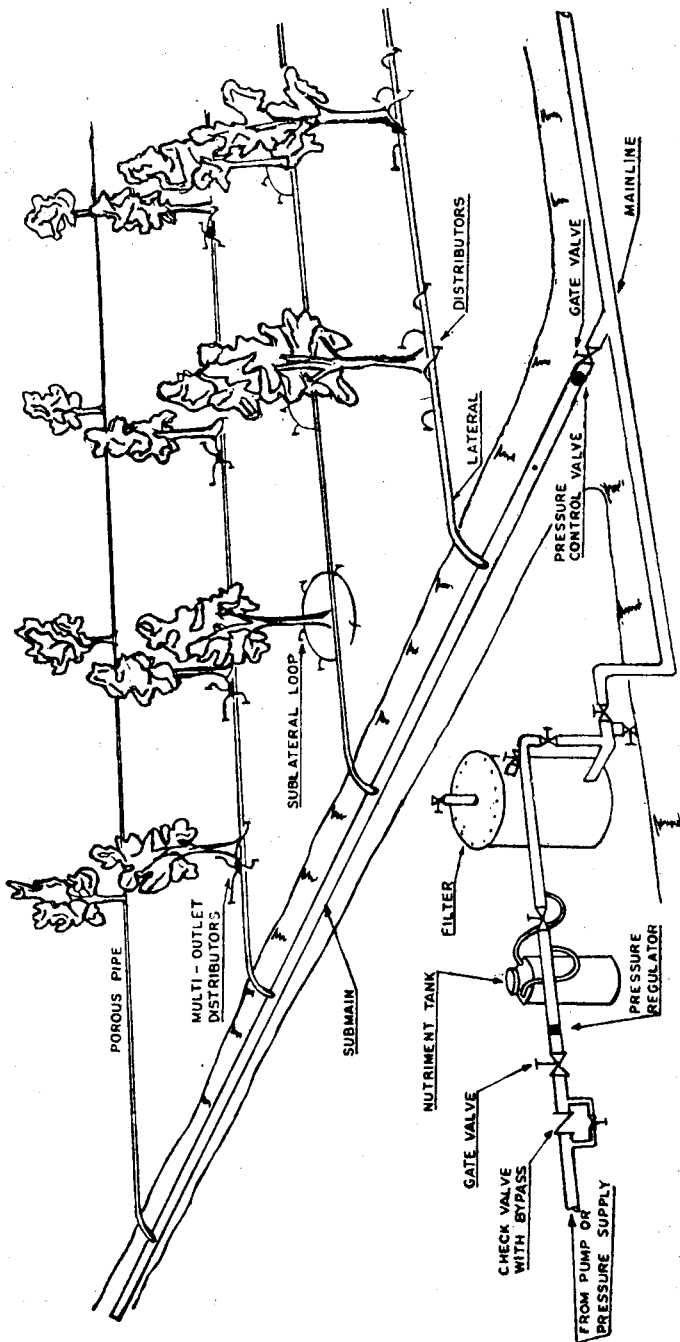 POROUS PIPE
MULTI-OUTLET
DISTRIBUTORS
SUBLATERAL LOOP
LATERAL
DISTRIBUTORS
SUBMAIN
PRESSURE
CONTROL VALVE
GATE VALVE
MAINLINE
NUTRIMENT TANK
FILTER
GATE VALVE
CHECK VALVE
WITH BYPASS
PRESSURE
REGULATOR
FROM PUMP OR
PRESSURE SUPPLY